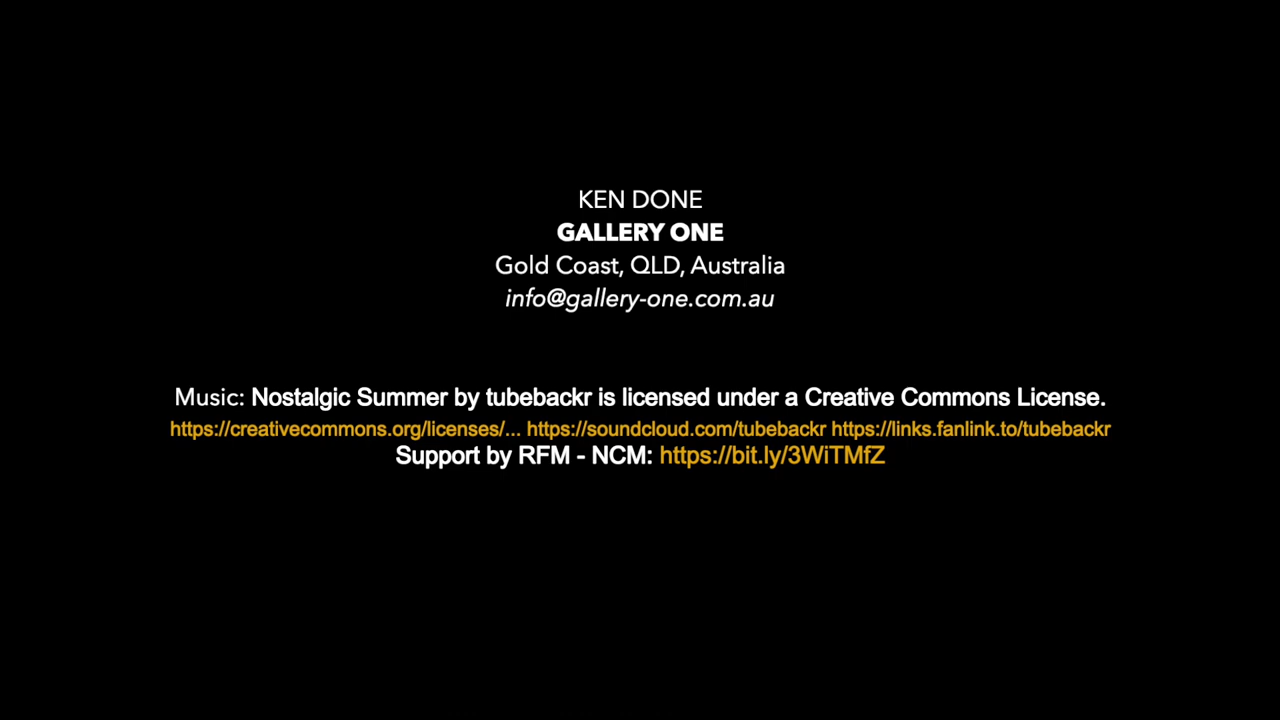 KEN DONE
GALLERY ONE
Gold Coast, QLD, Australia
info@gallery-one.com.au
Music: Nostalgic Summer by tubebackr is licensed under a Creative Commons License.
https://creativecommons.org/licenses/... https://soundcloud.com/tubebackr https://links.fanlink.to/tubebackr
Support by RFM - NCM: https://bit.ly/3WiTMfZ